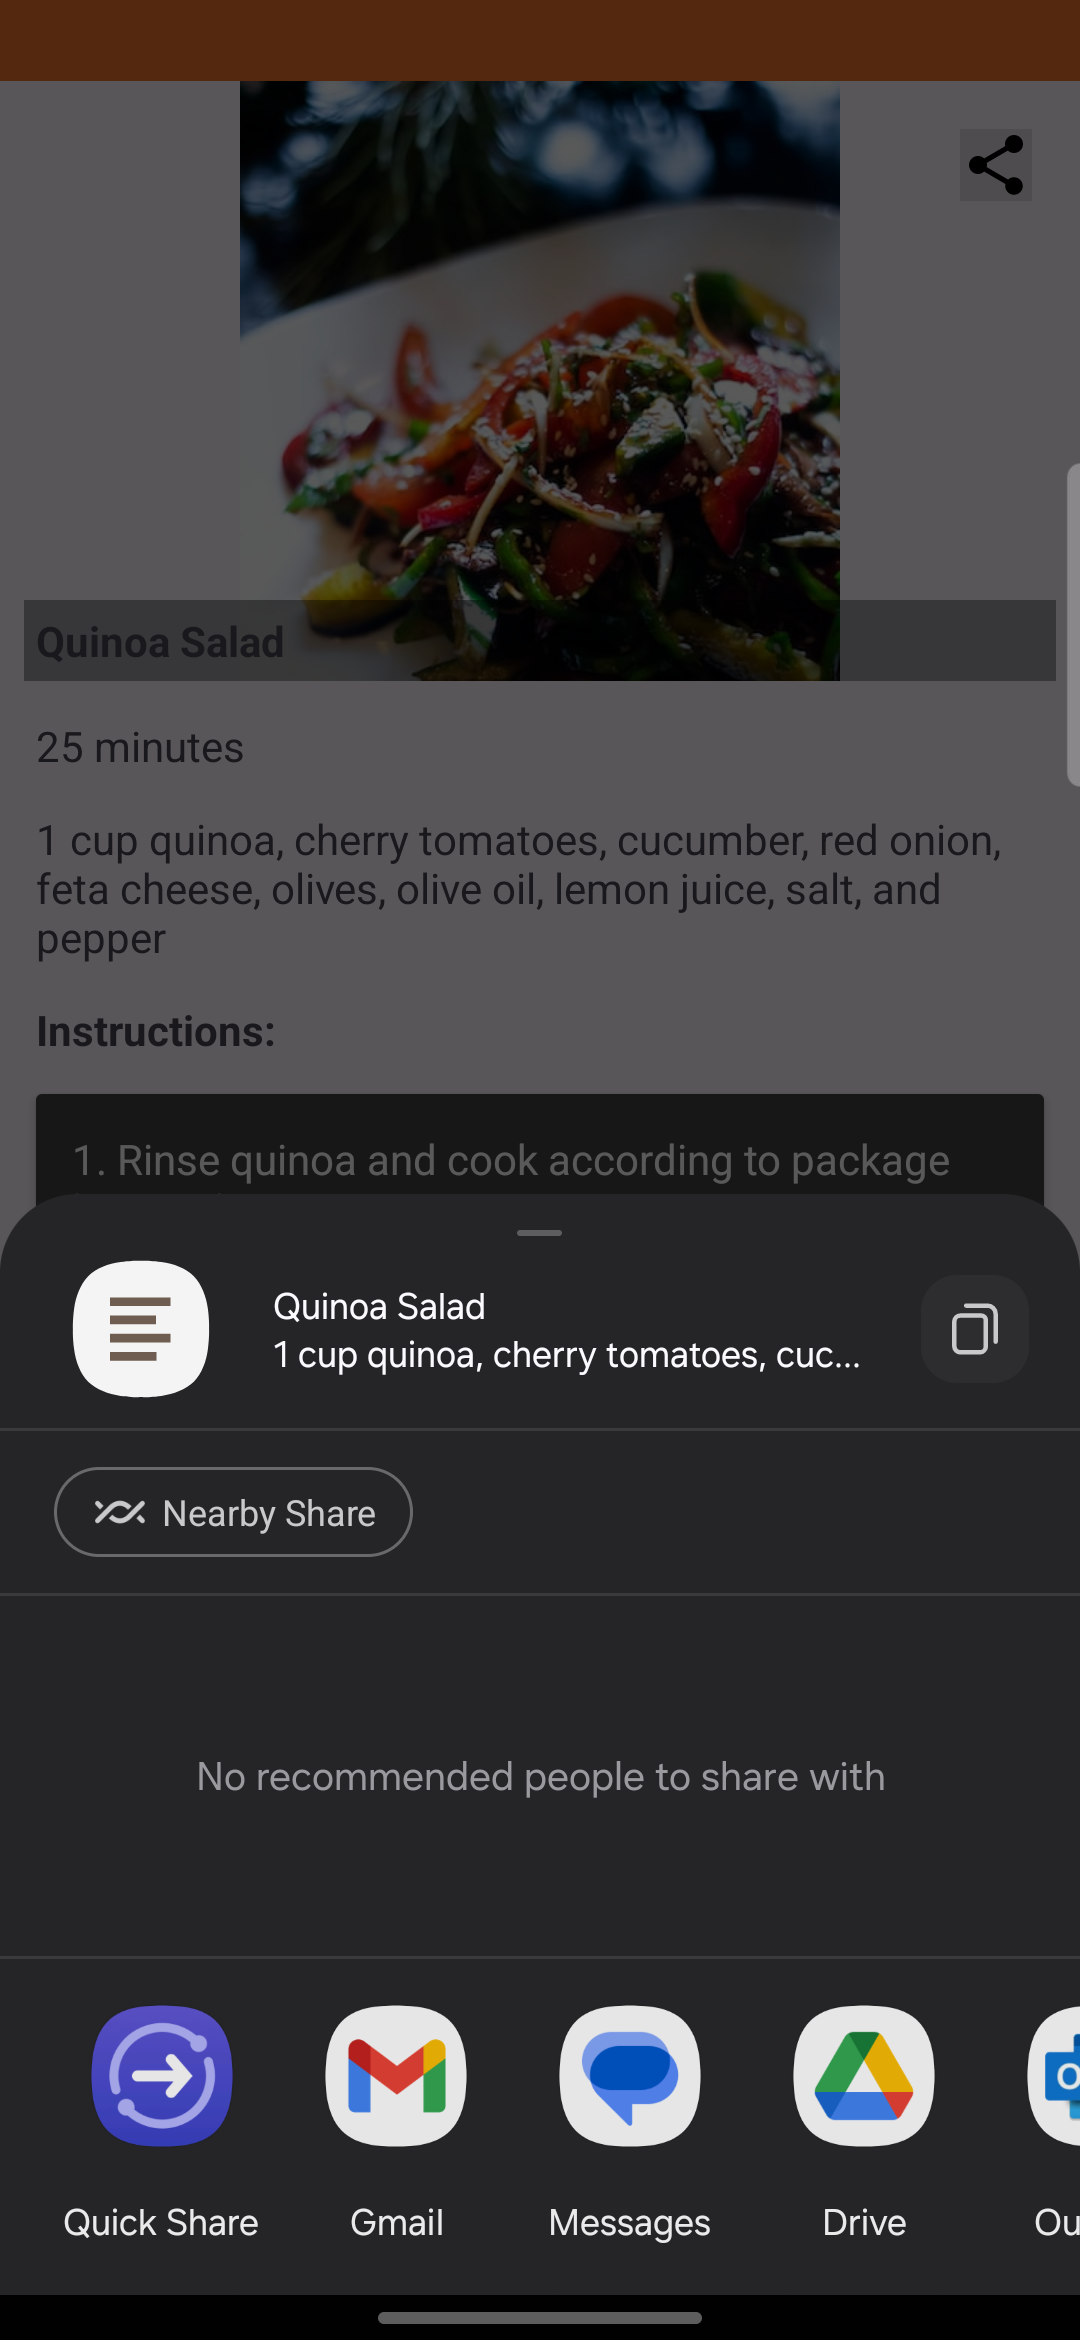 Quinoa Salad
25 minutes
1 cup quinoa, cherry tomatoes, cucumber, red onion,
feta cheese, olives, olive oil, lemon juice, salt, and
pepper
Instructions:
1. Rinse quinoa and cook according to package
Quinoa Salad
1 cup quinoa, cherry tomatoes, cuc...
Nearby Share
No recommended people to share with
Quick Share
Gmail
Messages
Drive